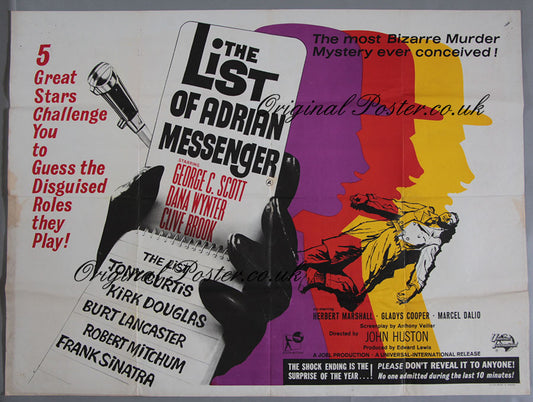 5
Great
Stars
Challenge
You
to
Guess the
Disguised
Roles
they
Play!
THE
LIST
OF ADRIAN
MESSENGER
STARRING
GEORGE C. SCOTT
DANA WYNTER
CLIVE BROOK
THE LIST
TONY CURTIS
KIRK DOUGLAS
BURT LANCASTER
ROBERT MITCHUM
FRANK SINATRA
The most Bizarre Murder
Mystery ever conceived!
Original Poster.co.uk
Original Poster.co.uk
co-starring
HERBERT MARSHALL · GLADYS COOPER · MARCEL DALIO
Screenplay by Anthony Veiller
Directed by JOHN HUSTON
Produced by Edward Lewis
A JOEL PRODUCTION · A UNIVERSAL-INTERNATIONAL RELEASE
THE SHOCK ENDING IS THE
SURPRISE OF THE YEAR...
PLEASE DON'T REVEAL IT TO ANYONE!
No one admitted during the last 10 minutes!